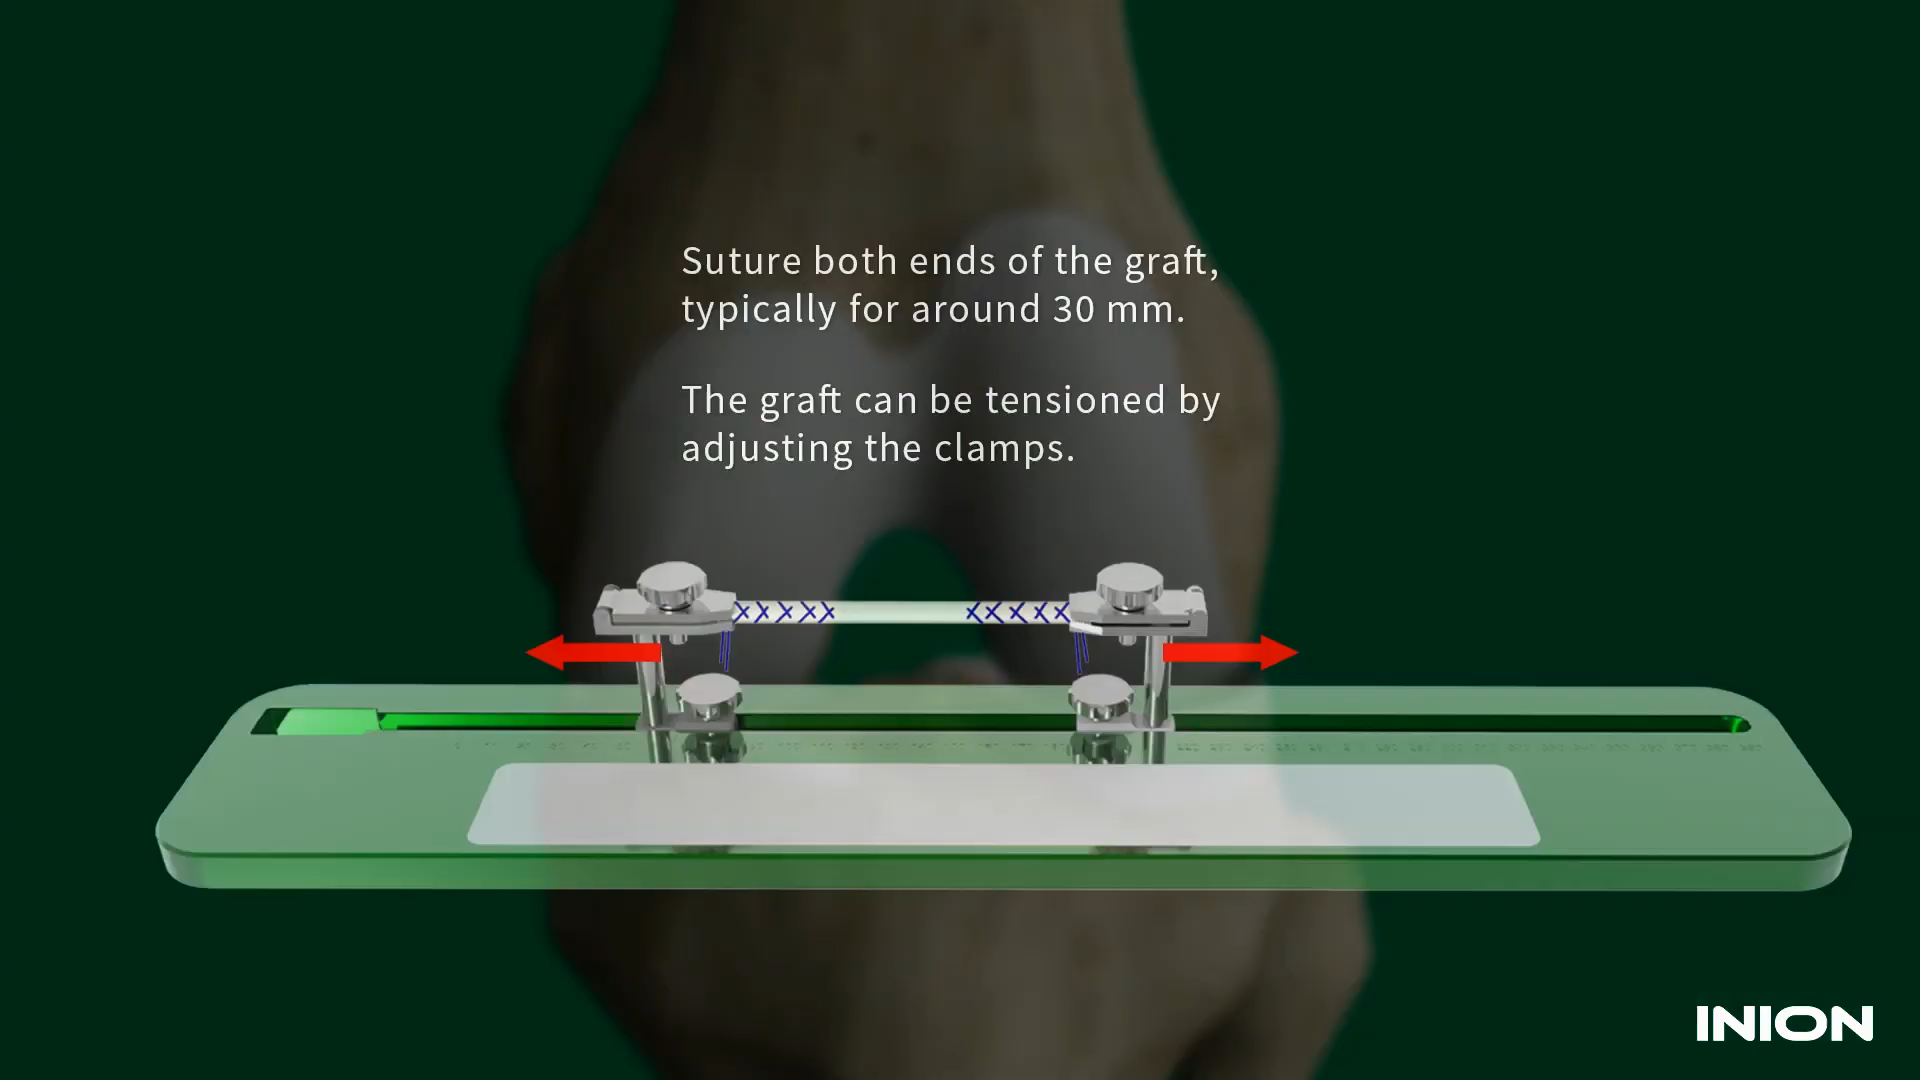 Suture both ends of the graft,
typically for around 30 mm.
The graft can be tensioned by
adjusting the clamps.
INION